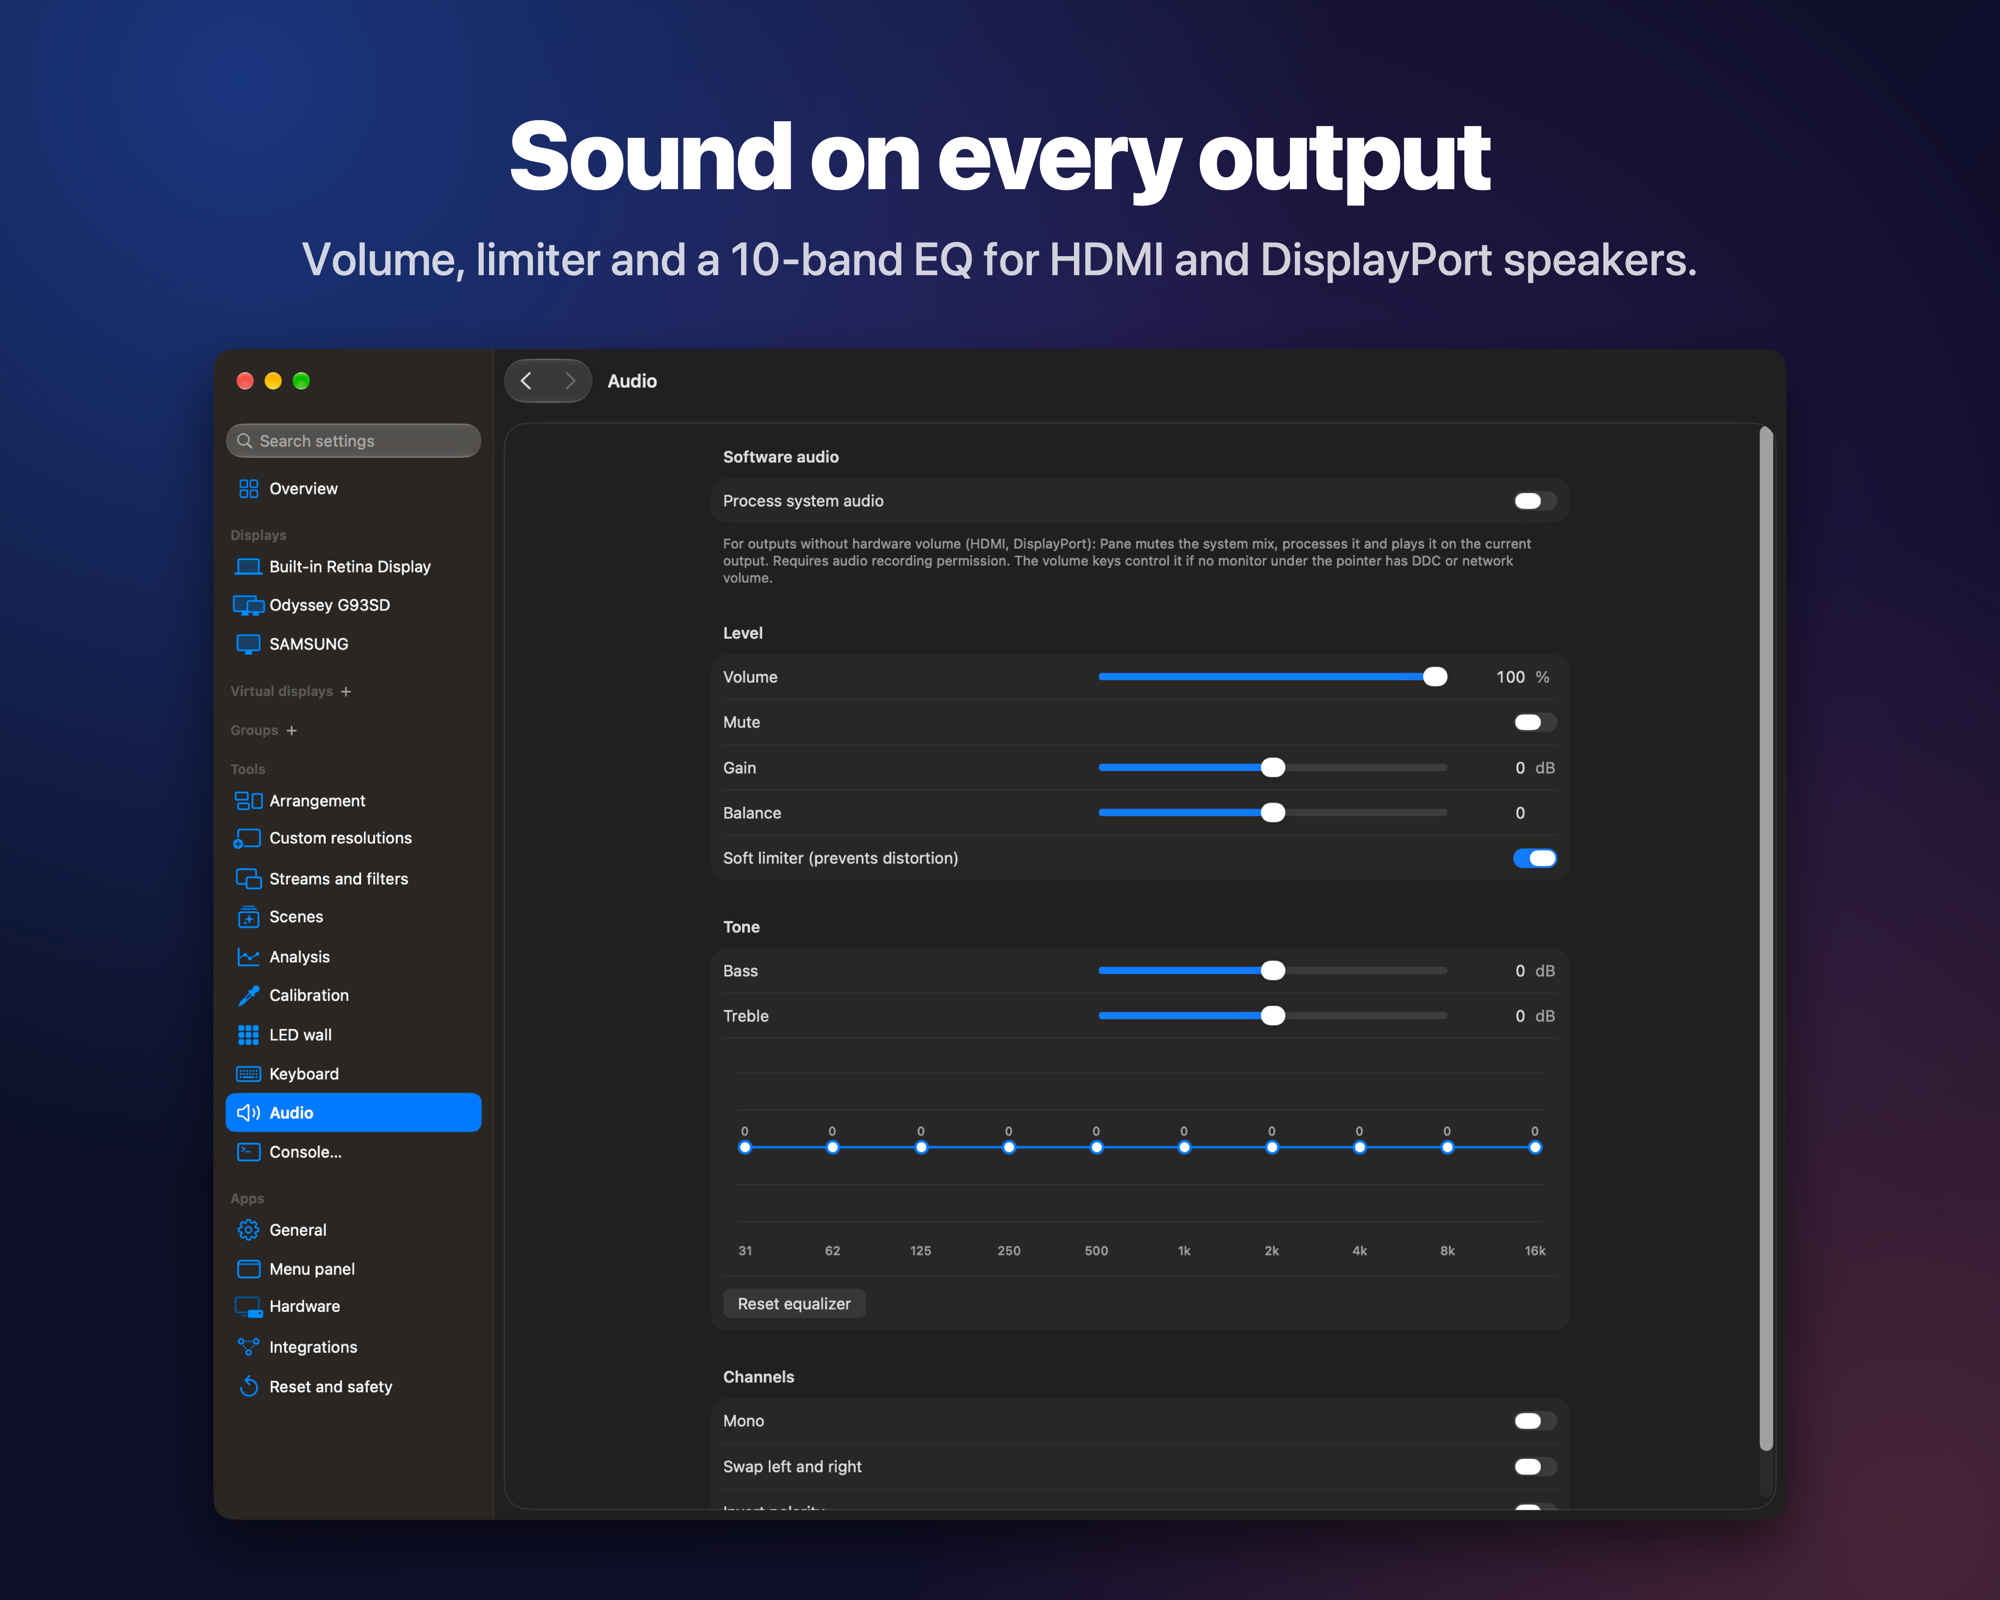 Sound on every output
Volume, limiter and a 10-band EQ for HDMI and DisplayPort speakers.
Audio
Search settings
Overview
Displays
Built-in Retina Display
Odyssey G93SD
SAMSUNG
Virtual displays +
Groups +
Tools
Arrangement
Custom resolutions
Streams and filters
Scenes
Analysis
Calibration
LED wall
Keyboard
Audio
Console...
Apps
General
Menu panel
Hardware
Integrations
Reset and safety
Software audio
Process system audio
For outputs without hardware volume (HDMI, DisplayPort): Pane mutes the system mix, processes it and plays it on the current
output. Requires audio recording permission. The volume keys control it if no monitor under the pointer has DDC or network
volume.
Level
Volume 100 %
Mute
Gain 0 dB
Balance 0
Soft limiter (prevents distortion)
Tone
Bass 0 dB
Treble 0 dB
0 0 0 0 0 0 0 0 0 0
31 62 125 250 500 1k 2k 4k 8k 16k
Reset equalizer
Channels
Mono
Swap left and right